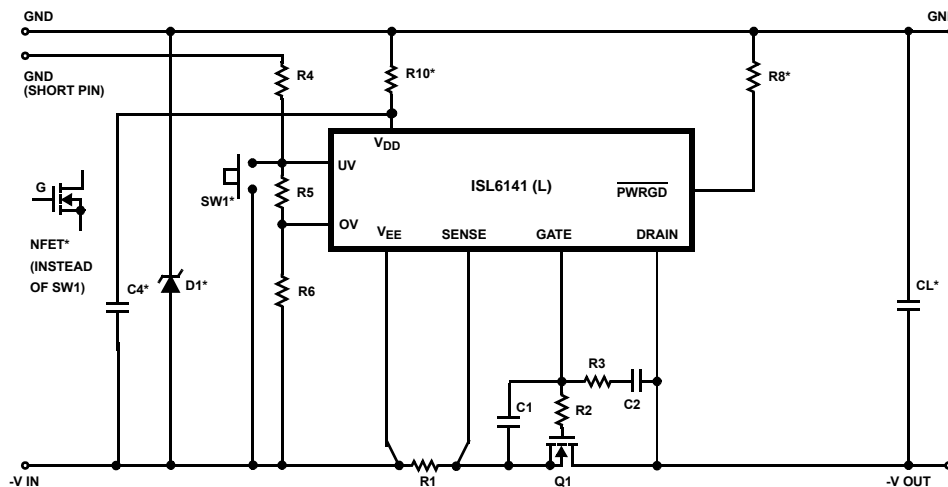 GND
GND
GND
(SHORT PIN)
R4
R10*
R8*
VDD
UV
ISL6141 (L)
PWRGD
G
SW1*
R5
OV
VEE
SENSE
GATE
DRAIN
NFET*
(INSTEAD
OF SW1)
C4*
D1*
R6
CL*
R3
C1
R2
C2
-V IN
R1
Q1
-V OUT